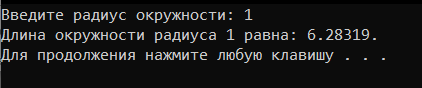 Введите радиус окружности: 1
Длина окружности радиуса 1 равна: 6.28319.
Для продолжения нажмите любую клавишу . . .